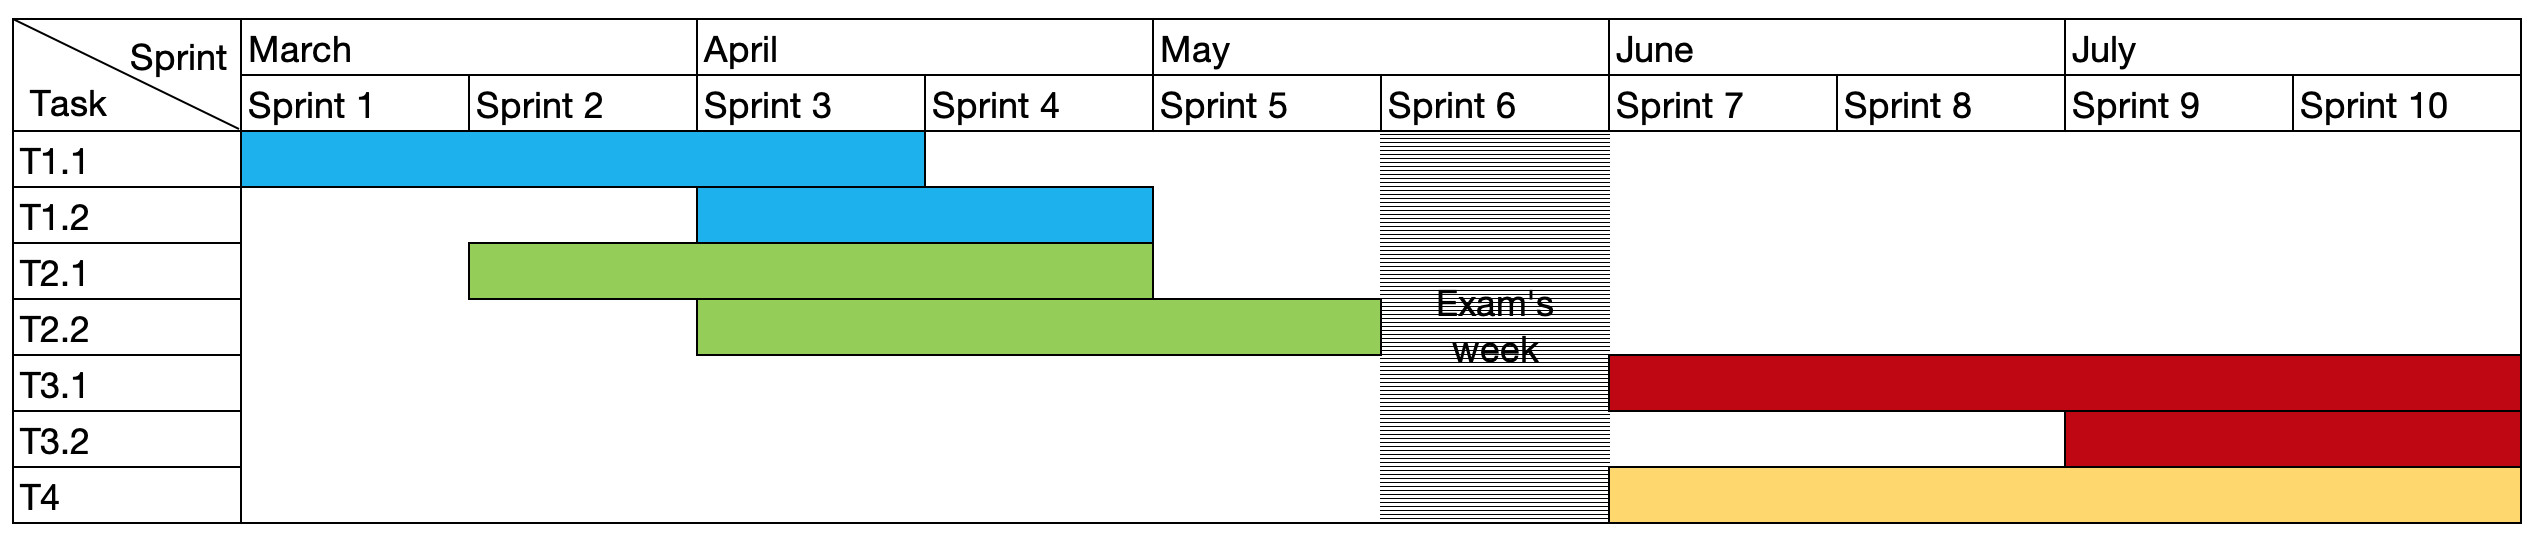 Sprint
Task
March
April
May
June
July
Sprint 1
Sprint 2
Sprint 3
Sprint 4
Sprint 5
Sprint 6
Sprint 7
Sprint 8
Sprint 9
Sprint 10
T1.1
T1.2
T2.1
T2.2
T3.1
T3.2
T4
Exam's
week